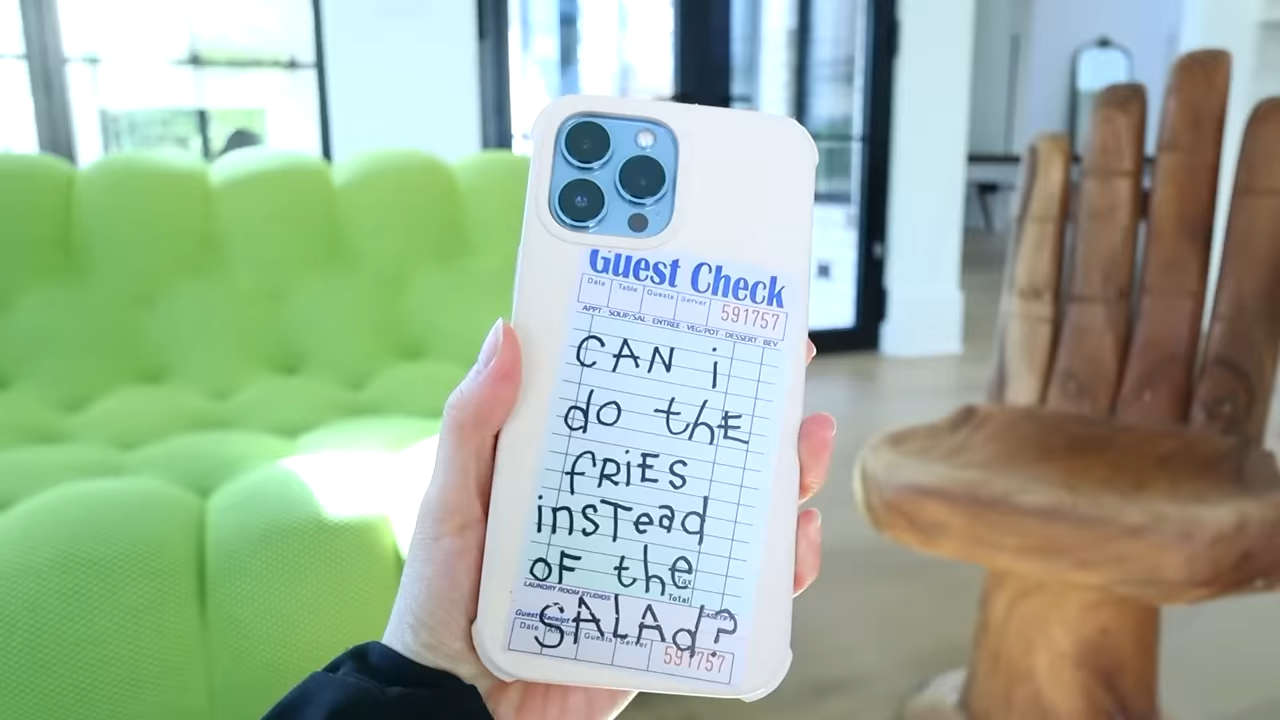 Guest Check
Date Table Guests Server 591757
APPT - SOUP/SAL - ENTREE - VEG/POT - DESSERT - BEV
CAN i
do the
fRiES
insTead
oF the
Tax
LAUNDRY ROOM STUDIOS Total
SALAd?
Guest Receipt
Date Amount Guests Server 591757